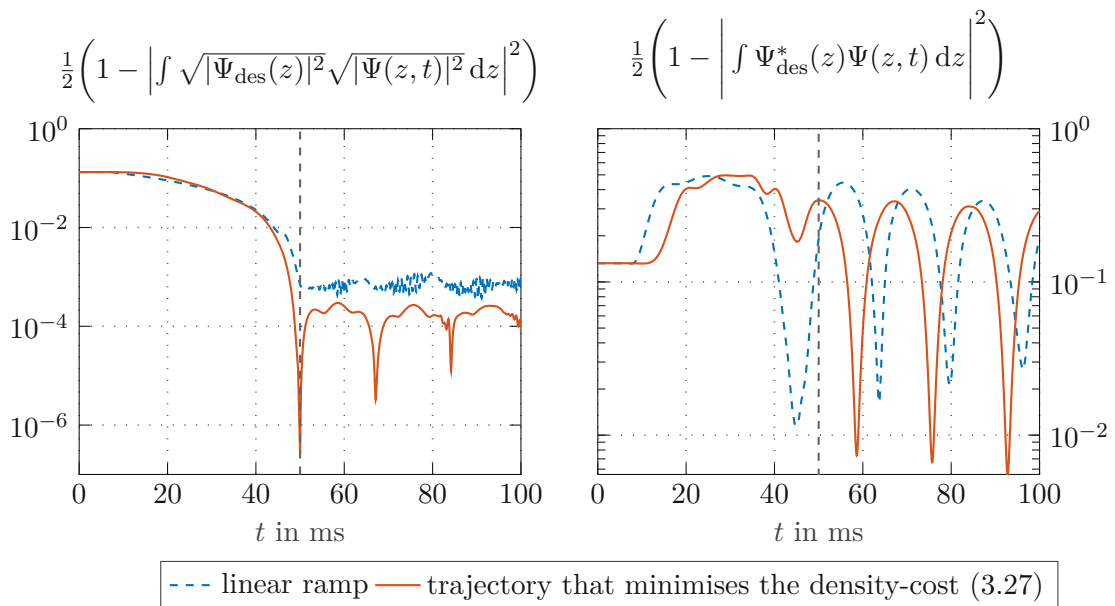 ½(1 − |∫ √|Ψ_des(z)|² √|Ψ(z, t)|² dz|²)
½(1 − |∫ Ψ*_des(z)Ψ(z, t) dz|²)
10⁰
10⁻²
10⁻⁴
10⁻⁶
0 20 40 60 80 100
t in ms
10⁰
10⁻¹
10⁻²
0 20 40 60 80 100
t in ms
linear ramp
trajectory that minimises the density-cost (3.27)